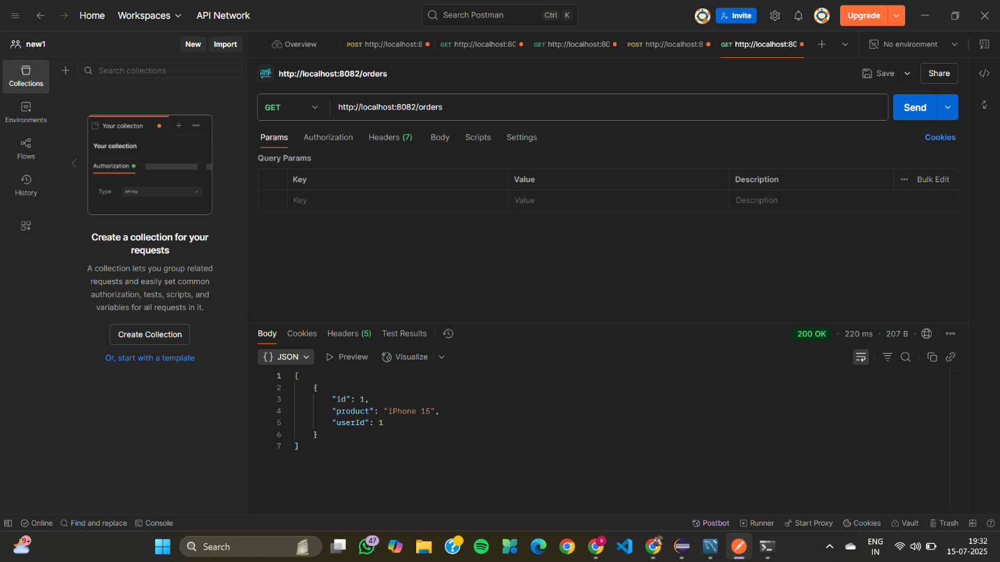 Home Workspaces API Network
Search Postman Ctrl K
Invite Upgrade
new1 New Import
Overview POST http://localhost:8 GET http://localhost:80 GET http://localhost:80 POST http://localhost:8 GET http://localhost:80 No environment
Collections
Environments
Flows
History
Search collections
Your collecton
Your collection
Authorization
Type API Key
Create a collection for your
requests
A collection lets you group related
requests and easily set common
authorization, tests, scripts, and
variables for all requests in it.
Create Collection
Or, start with a template
HTTP http://localhost:8082/orders Save Share
GET http://localhost:8082/orders Send
Params Authorization Headers (7) Body Scripts Settings Cookies
Query Params
Key Value Description Bulk Edit
Key Value Description
Body Cookies Headers (5) Test Results 200 OK 220 ms 207 B
{ } JSON Preview Visualize
1 [
2 {
3 "id": 1,
4 "product": "iPhone 15",
5 "userId": 1
6 }
7 ]
Online Find and replace Console Postbot Runner Start Proxy Cookies Vault Trash
9+ Search 47 8 ENG
IN
19:32
15-07-2025